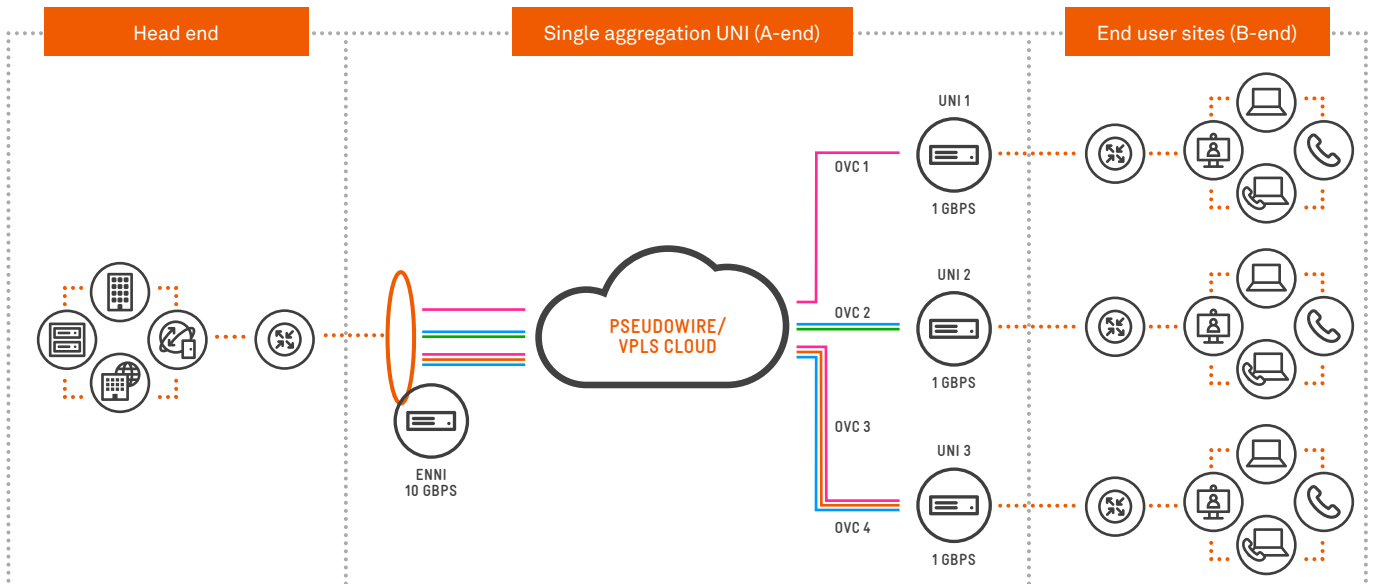 Head end
Single aggregation UNI (A-end)
End user sites (B-end)
UNI 1
OVC 1
1 GBPS
UNI 2
OVC 2
PSEUDOWIRE/
VPLS CLOUD
1 GBPS
OVC 3
UNI 3
ENNI
10 GBPS
OVC 4
1 GBPS